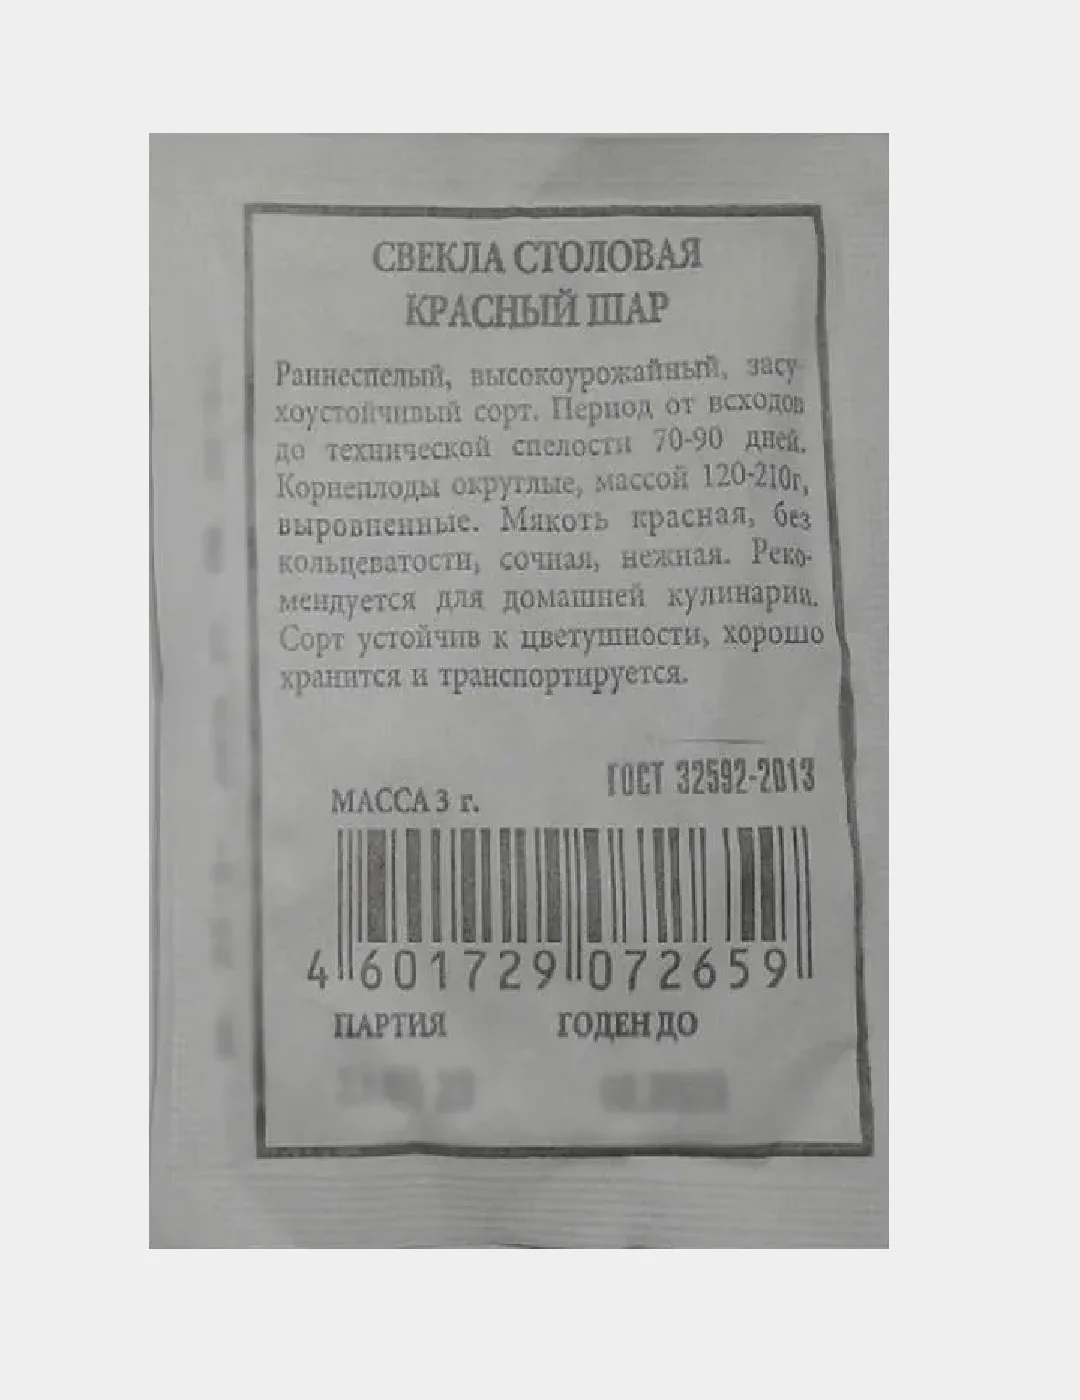 СВЕКЛА СТОЛОВАЯ
КРАСНЫЙ ШАР
Раннеспелый, высокоурожайный, засу-
хоустойчивый сорт. Период от всходов
до технической спелости 70-90 дней.
Корнеплоды округлые, массой 120-210г,
выровненные. Мякоть красная, без
кольцеватости, сочная, нежная. Реко-
мендуется для домашней кулинарии.
Сорт устойчив к цветушности, хорошо
хранится и транспортируется.
ГОСТ 32592-2013
МАССА 3 г.
4 601729 072659
ПАРТИЯ ГОДЕН ДО